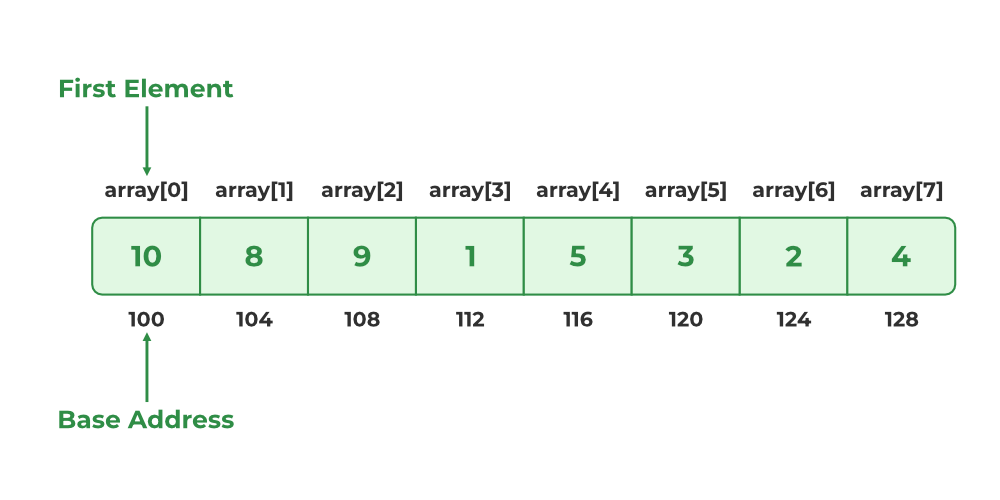 First Element
array[0] array[1] array[2] array[3] array[4] array[5] array[6] array[7]
10 8 9 1 5 3 2 4
100 104 108 112 116 120 124 128
Base Address